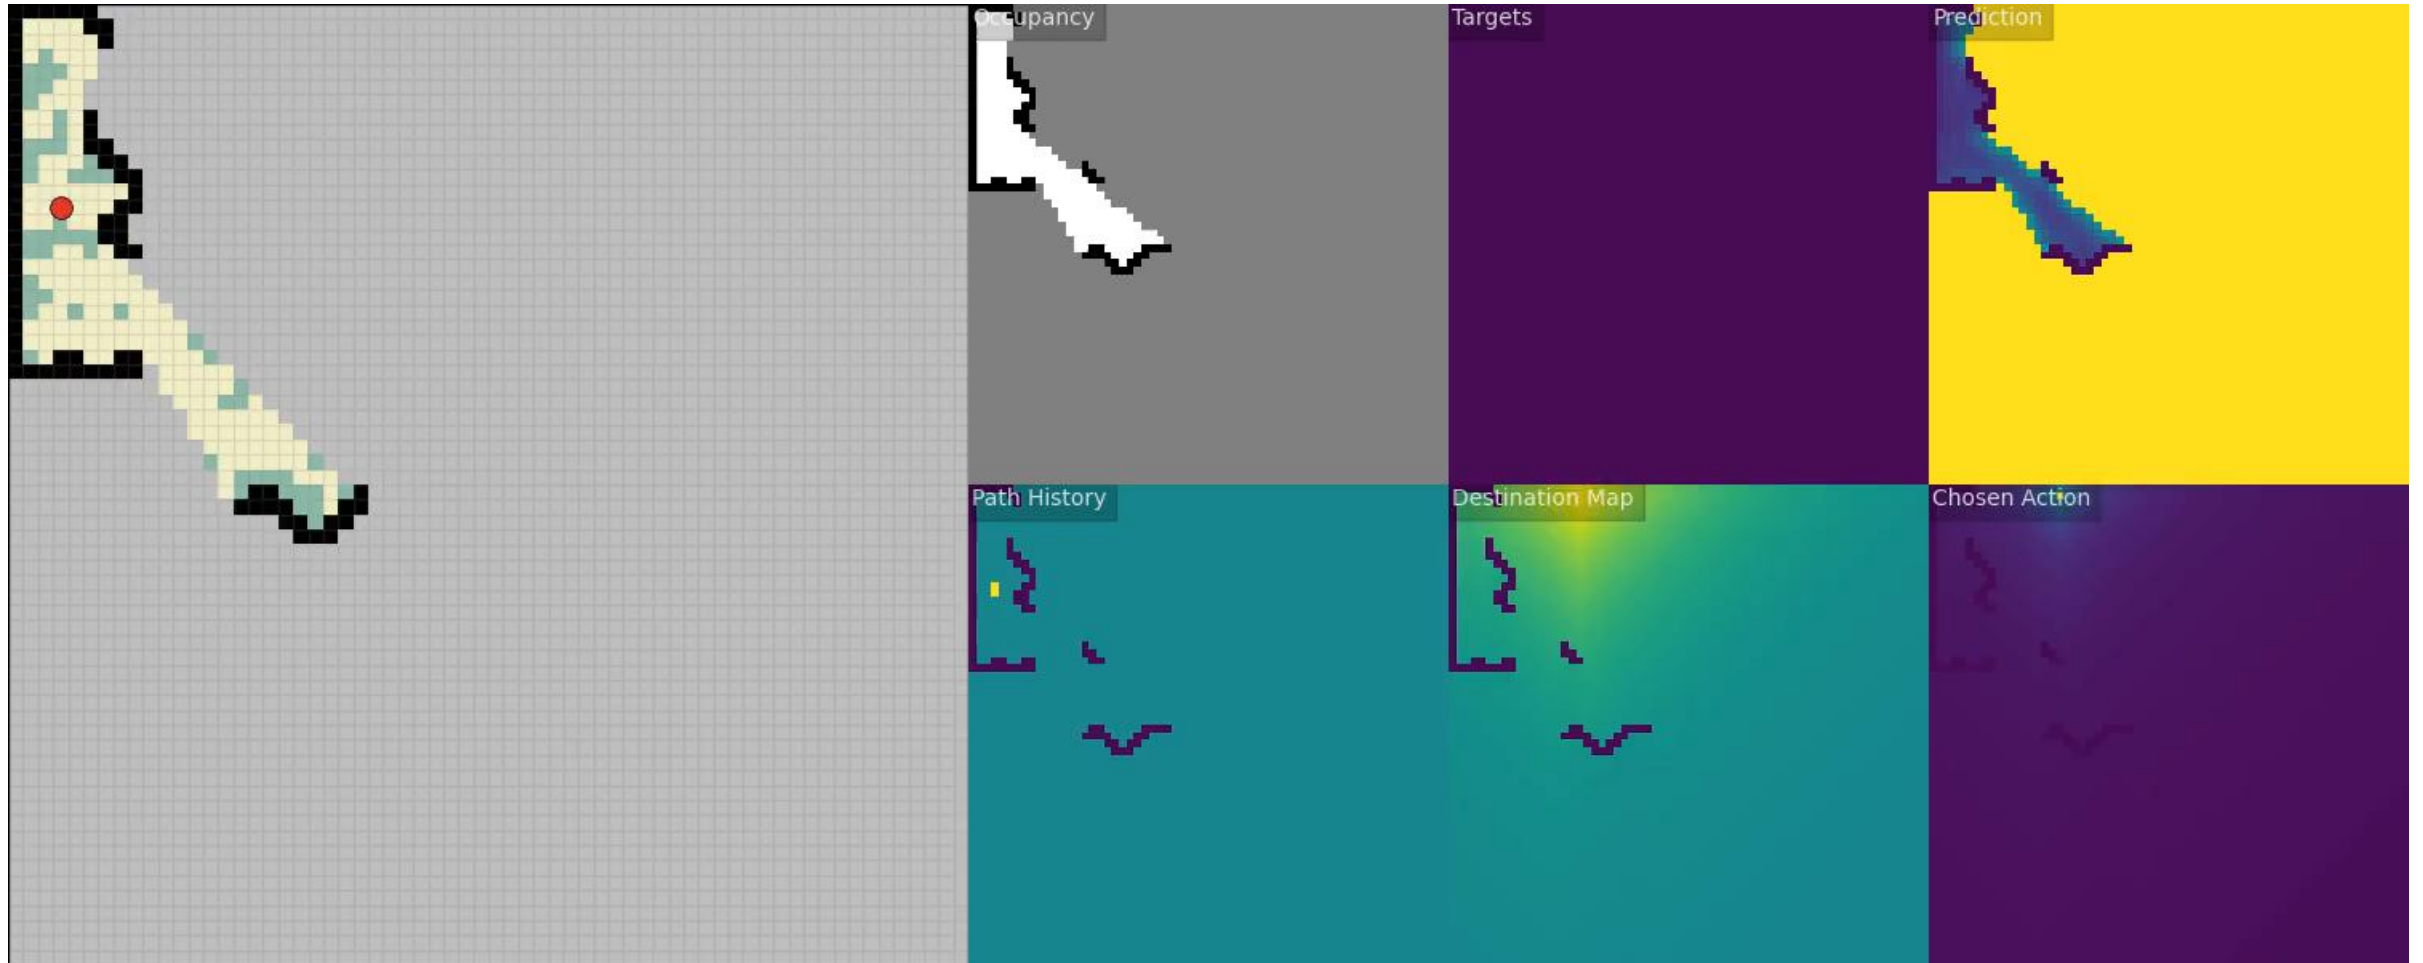 Occupancy
Targets
Prediction
Path History
Destination Map
Chosen Action